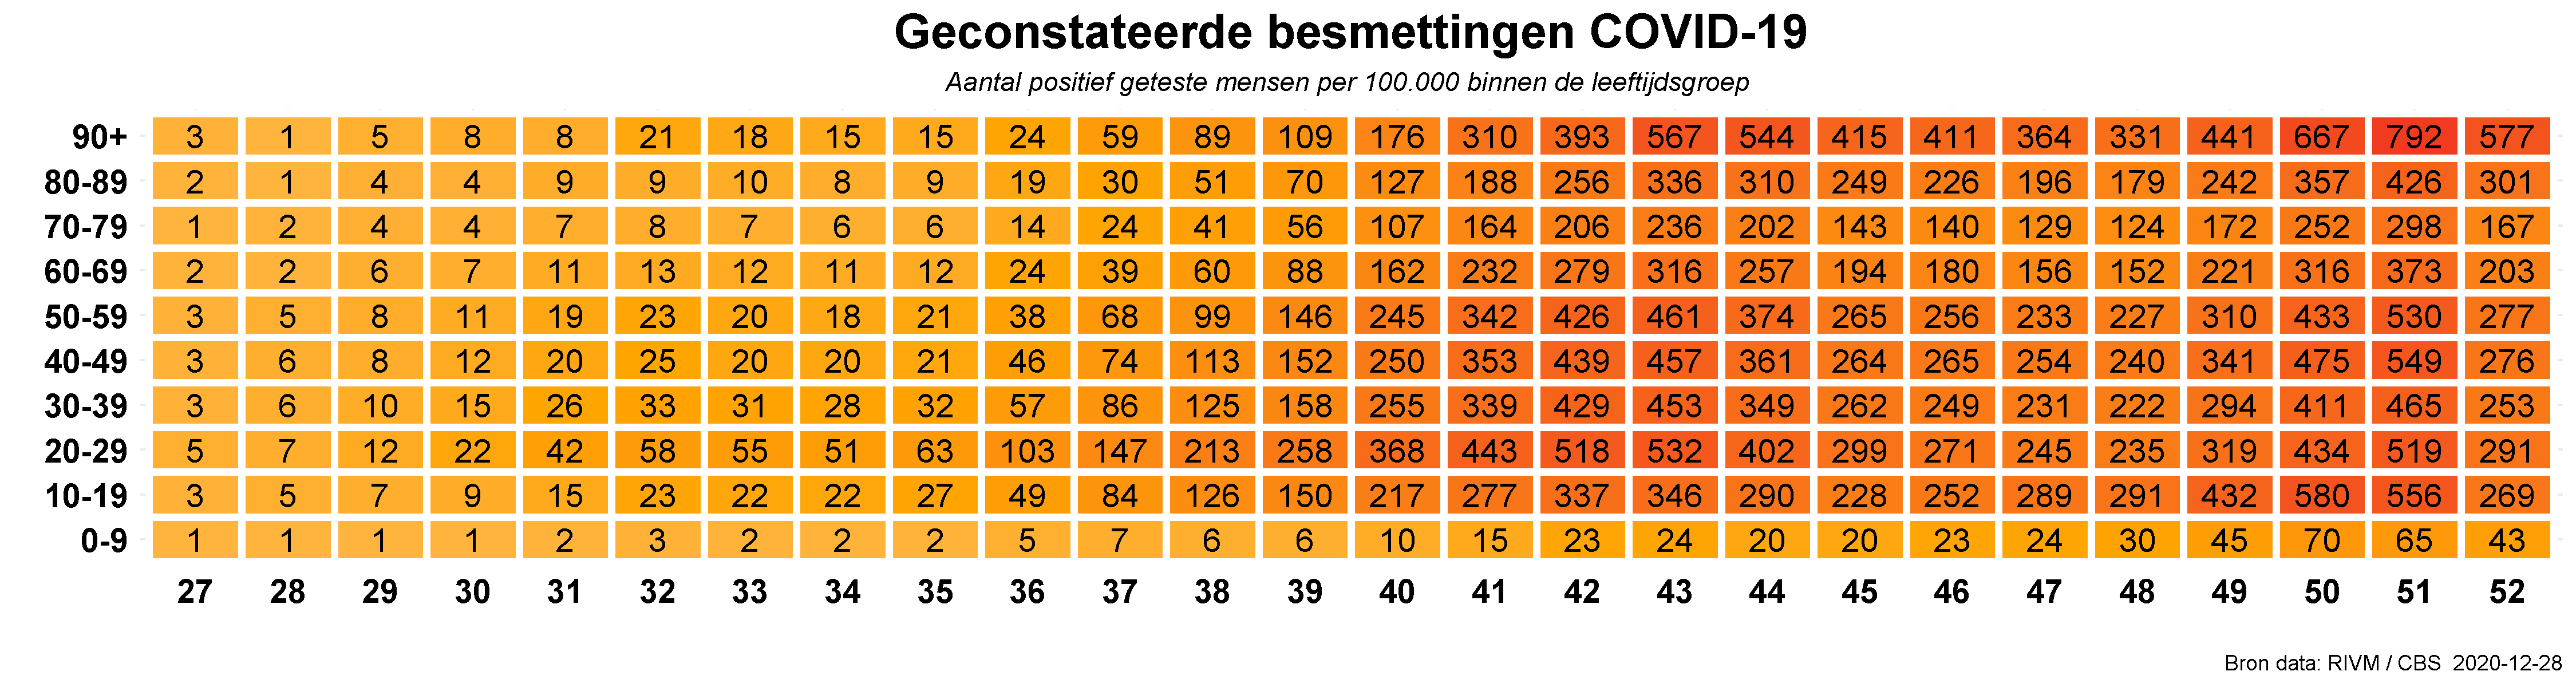 Geconstateerde besmettingen COVID-19
Aantal positief geteste mensen per 100.000 binnen de leeftijdsgroep
90+ 3 1 5 8 8 21 18 15 15 24 59 89 109 176 310 393 567 544 415 411 364 331 441 667 792 577
80-89 2 1 4 4 9 9 10 8 9 19 30 51 70 127 188 256 336 310 249 226 196 179 242 357 426 301
70-79 1 2 4 4 7 8 7 6 6 14 24 41 56 107 164 206 236 202 143 140 129 124 172 252 298 167
60-69 2 2 6 7 11 13 12 11 12 24 39 60 88 162 232 279 316 257 194 180 156 152 221 316 373 203
50-59 3 5 8 11 19 23 20 18 21 38 68 99 146 245 342 426 461 374 265 256 233 227 310 433 530 277
40-49 3 6 8 12 20 25 20 20 21 46 74 113 152 250 353 439 457 361 264 265 254 240 341 475 549 276
30-39 3 6 10 15 26 33 31 28 32 57 86 125 158 255 339 429 453 349 262 249 231 222 294 411 465 253
20-29 5 7 12 22 42 58 55 51 63 103 147 213 258 368 443 518 532 402 299 271 245 235 319 434 519 291
10-19 3 5 7 9 15 23 22 22 27 49 84 126 150 217 277 337 346 290 228 252 289 291 432 580 556 269
0-9 1 1 1 1 2 3 2 2 2 5 7 6 6 10 15 23 24 20 20 23 24 30 45 70 65 43
27 28 29 30 31 32 33 34 35 36 37 38 39 40 41 42 43 44 45 46 47 48 49 50 51 52
Bron data: RIVM / CBS 2020-12-28